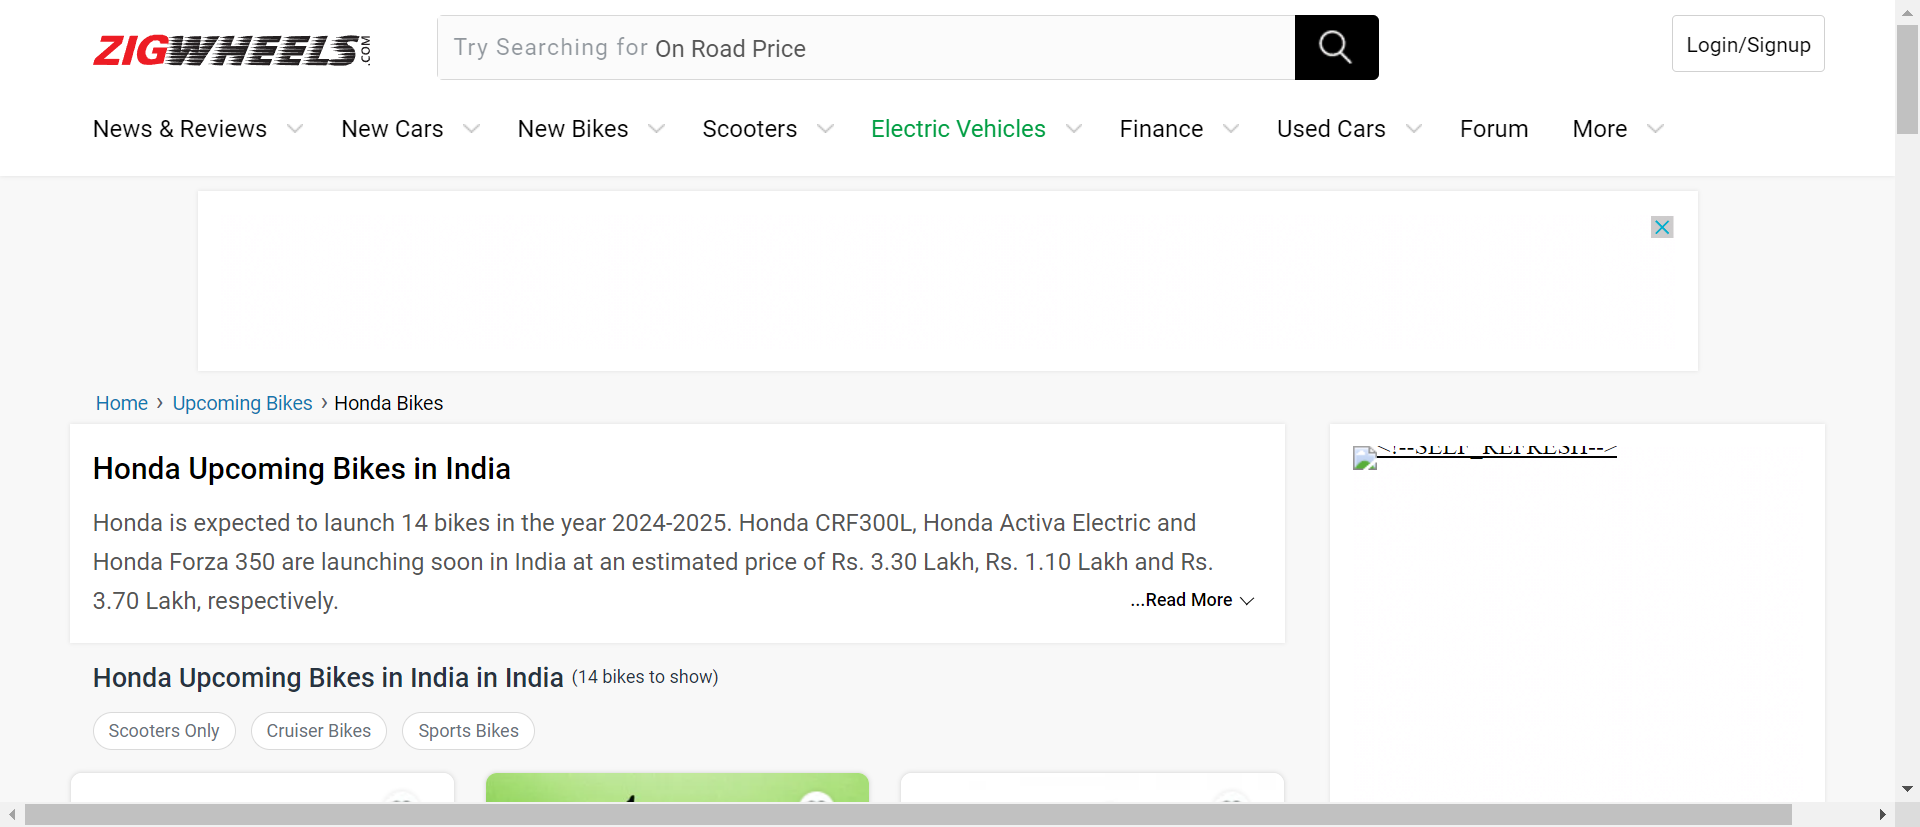 ZIGWHEELS.COM
Try Searching for On Road Price
Login/Signup
News & Reviews New Cars New Bikes Scooters Electric Vehicles Finance Used Cars Forum More
Home › Upcoming Bikes › Honda Bikes
Honda Upcoming Bikes in India
Honda is expected to launch 14 bikes in the year 2024-2025. Honda CRF300L, Honda Activa Electric and
Honda Forza 350 are launching soon in India at an estimated price of Rs. 3.30 Lakh, Rs. 1.10 Lakh and Rs.
3.70 Lakh, respectively.
...Read More
<!--SELF_REFRESH-->
Honda Upcoming Bikes in India in India (14 bikes to show)
Scooters Only Cruiser Bikes Sports Bikes